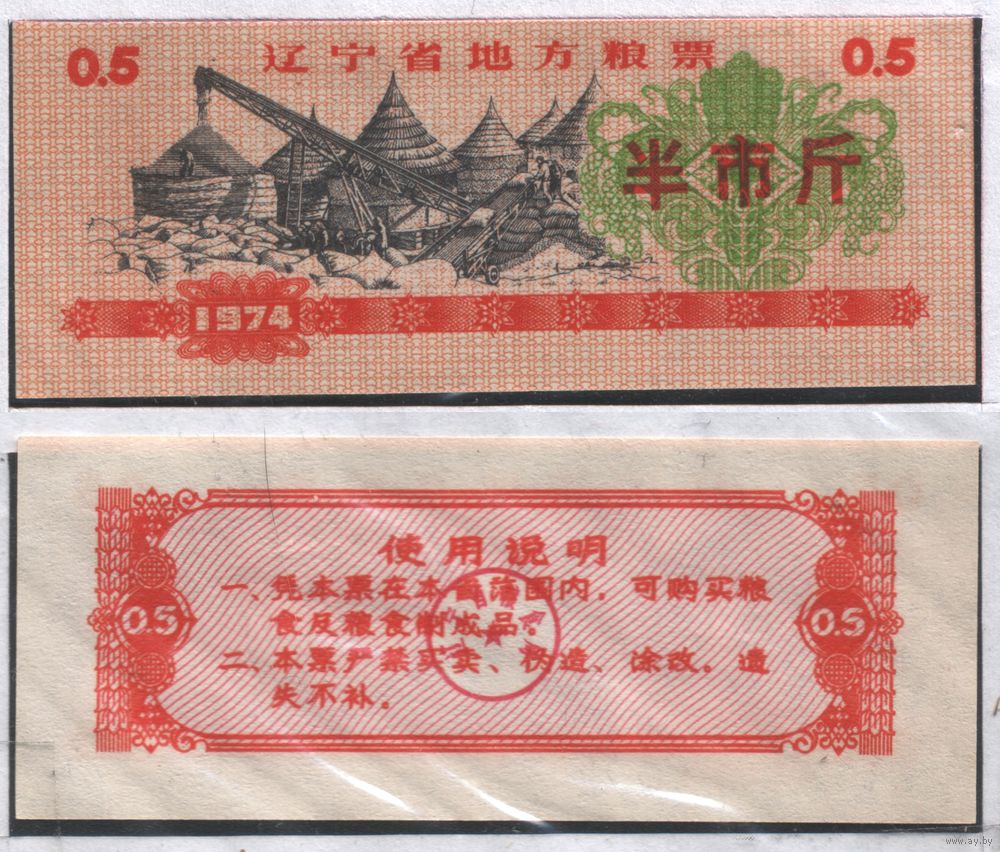 0.5 辽宁省地方粮票 0.5
半市斤
1974
使用说明
一、凭本票在本省范围内，可购买粮
食及粮食制成品。
0.5 0.5
二、本票严禁买卖、伪造、涂改。遗
失不补。
www.ay.by